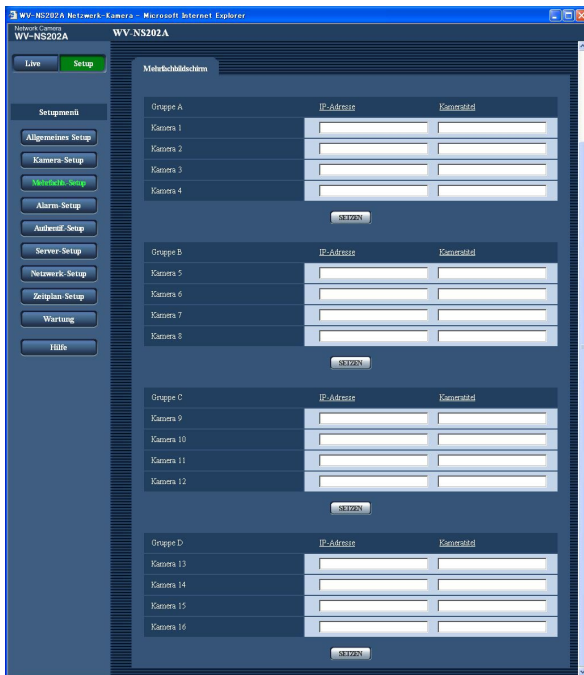 WV-NS202A Netzwerk-Kamera - Microsoft Internet Explorer
Network Camera
WV-NS202A
WV-NS202A
Live Setup
Setupmenü
Allgemeines Setup
Kamera-Setup
Mehrfachb.-Setup
Alarm-Setup
Authentif.-Setup
Server-Setup
Netzwerk-Setup
Zeitplan-Setup
Wartung
Hilfe
Mehrfachbildschirm
Gruppe A IP-Adresse Kameratitel
Kamera 1
Kamera 2
Kamera 3
Kamera 4
SETZEN
Gruppe B IP-Adresse Kameratitel
Kamera 5
Kamera 6
Kamera 7
Kamera 8
SETZEN
Gruppe C IP-Adresse Kameratitel
Kamera 9
Kamera 10
Kamera 11
Kamera 12
SETZEN
Gruppe D IP-Adresse Kameratitel
Kamera 13
Kamera 14
Kamera 15
Kamera 16
SETZEN